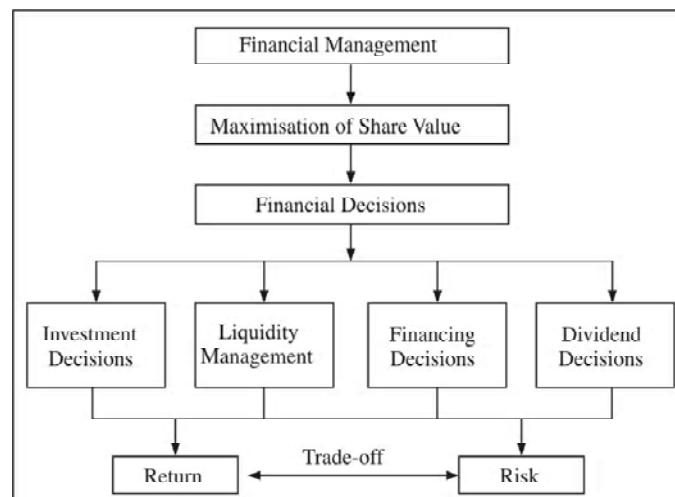 Financial Management
Maximisation of Share Value
Financial Decisions
Investment
Decisions
Liquidity
Management
Financing
Decisions
Dividend
Decisions
Trade-off
Return
Risk